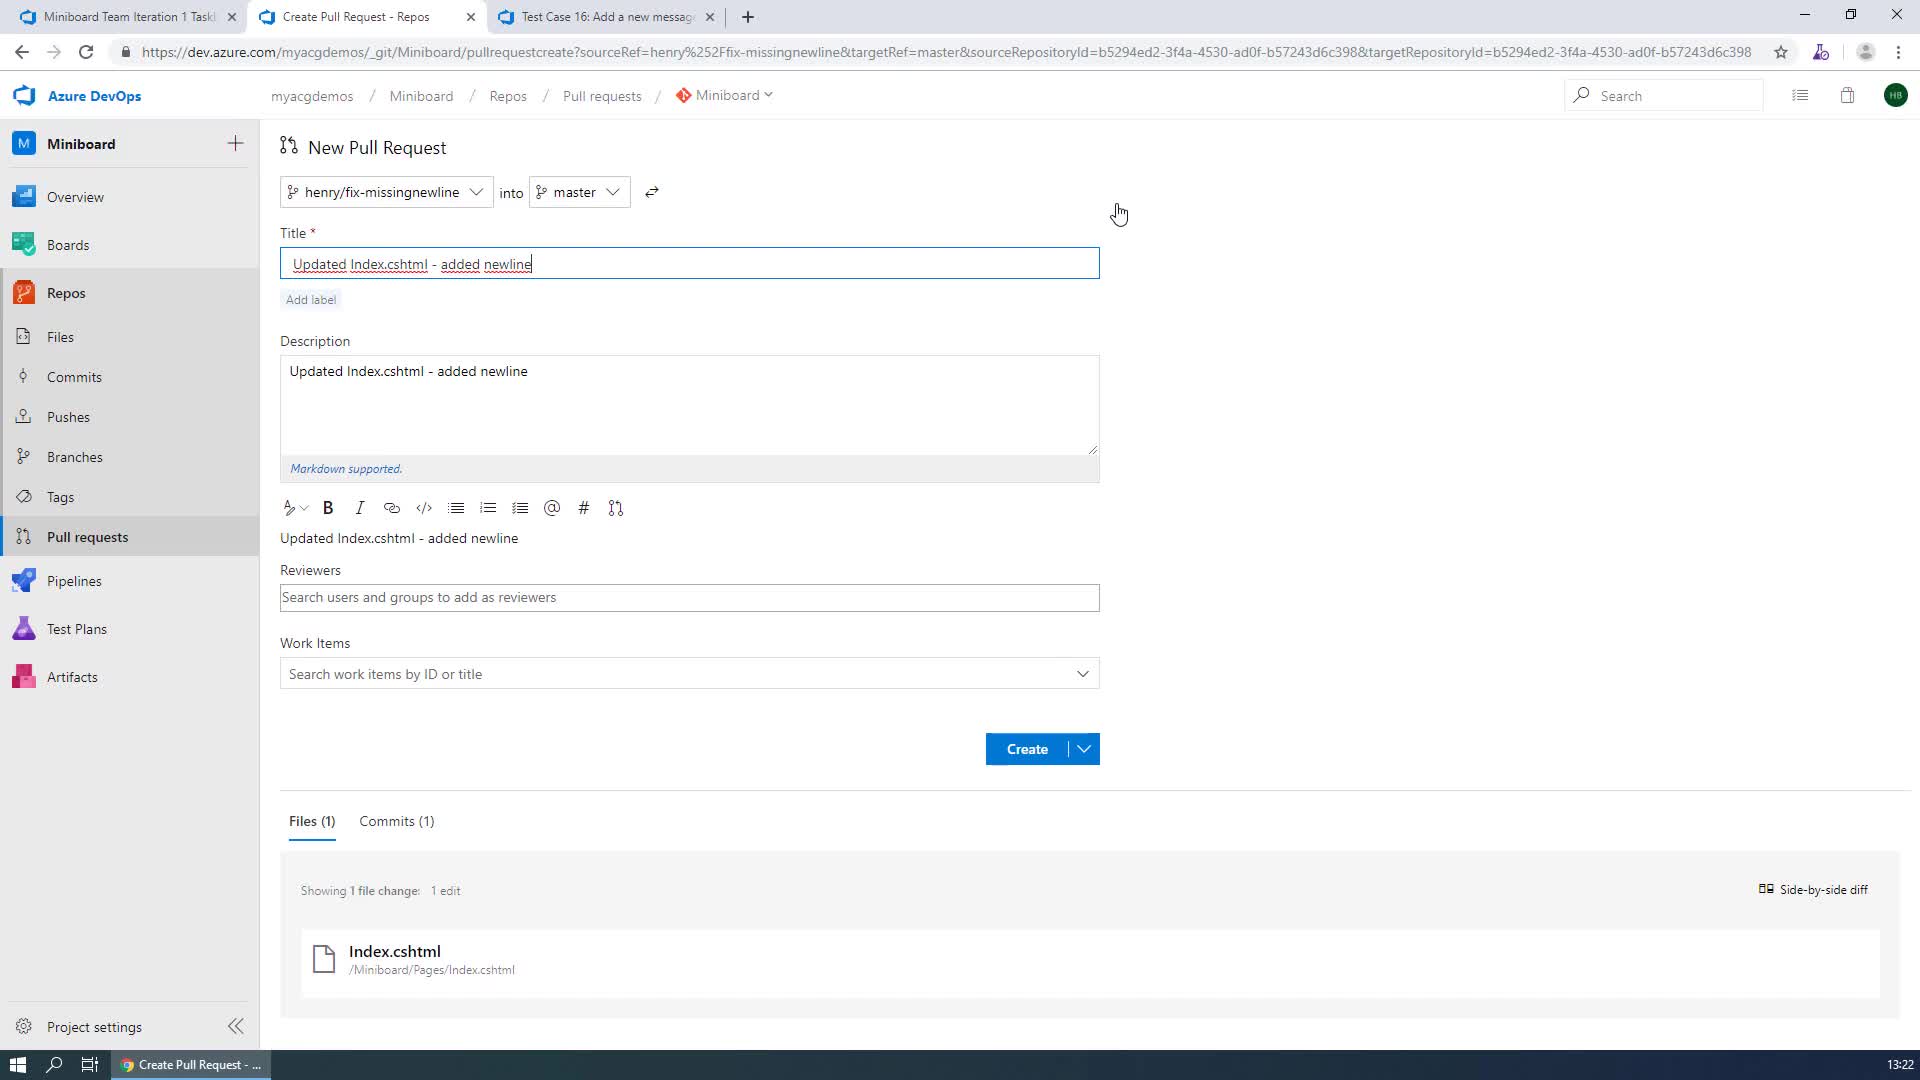 Miniboard Team Iteration 1 Task
Create Pull Request - Repos
Test Case 16: Add a new messag
https://dev.azure.com/myacgdemos/_git/Miniboard/pullrequestcreate?sourceRef=henry%252Ffix-missingnewline&targetRef=master&sourceRepositoryId=b5294ed2-3f4a-4530-ad0f-b57243d6c398&targetRepositoryId=b5294ed2-3f4a-4530-ad0f-b57243d6c398
Azure DevOps
myacgdemos / Miniboard / Repos / Pull requests / Miniboard
Search
HB
M Miniboard
Overview
Boards
Repos
Files
Commits
Pushes
Branches
Tags
Pull requests
Pipelines
Test Plans
Artifacts
Project settings
New Pull Request
henry/fix-missingnewline into master
Title *
Updated Index.cshtml - added newline
Add label
Description
Updated Index.cshtml - added newline
Markdown supported.
B I </> @ #
Updated Index.cshtml - added newline
Reviewers
Search users and groups to add as reviewers
Work Items
Search work items by ID or title
Create
Files (1) Commits (1)
Showing 1 file change: 1 edit
Side-by-side diff
Index.cshtml
/Miniboard/Pages/Index.cshtml
Create Pull Request - ...
13:22